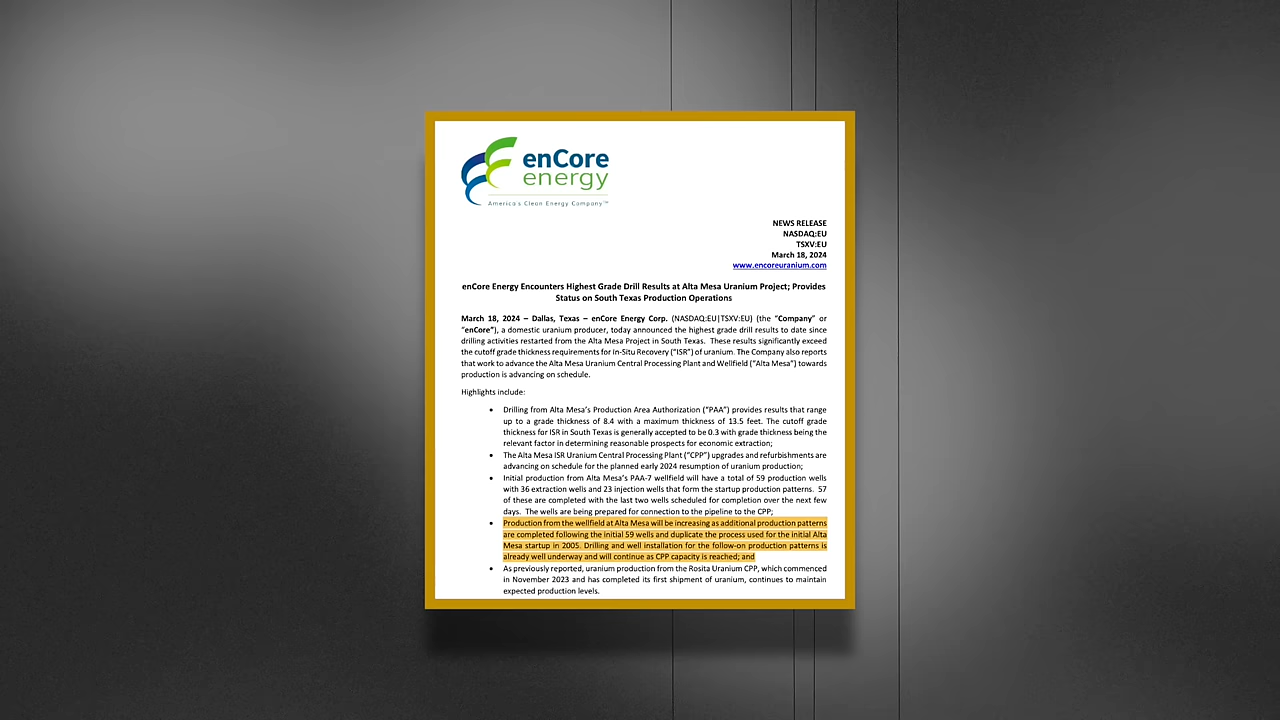 enCore
energy
America's Clean Energy Company™
NEWS RELEASE
NASDAQ:EU
TSXV:EU
March 18, 2024
www.encoreuranium.com
enCore Energy Encounters Highest Grade Drill Results at Alta Mesa Uranium Project; Provides
Status on South Texas Production Operations
March 18, 2024 – Dallas, Texas – enCore Energy Corp. (NASDAQ:EU|TSXV:EU) (the “Company” or
“enCore”), a domestic uranium producer, today announced the highest grade drill results to date since
drilling activities restarted from the Alta Mesa Project in South Texas. These results significantly exceed
the cutoff grade thickness requirements for In-Situ Recovery (“ISR”) of uranium. The Company also reports
that work to advance the Alta Mesa Uranium Central Processing Plant and Wellfield (“Alta Mesa”) towards
production is advancing on schedule.
Highlights include:
• Drilling from Alta Mesa’s Production Area Authorization (“PAA”) provides results that range
up to a grade thickness of 8.4 with a maximum thickness of 13.5 feet. The cutoff grade
thickness for ISR in South Texas is generally accepted to be 0.3 with grade thickness being the
relevant factor in determining reasonable prospects for economic extraction;
• The Alta Mesa ISR Uranium Central Processing Plant (“CPP”) upgrades and refurbishments are
advancing on schedule for the planned early 2024 resumption of uranium production;
• Initial production from Alta Mesa’s PAA-7 wellfield will have a total of 59 production wells
with 36 extraction wells and 23 injection wells that form the startup production patterns. 57
of these are completed with the last two wells scheduled for completion over the next few
days. The wells are being prepared for connection to the pipeline to the CPP;
• Production from the wellfield at Alta Mesa will be increasing as additional production patterns
are completed following the initial 59 wells and duplicate the process used for the initial Alta
Mesa startup in 2005. Drilling and well installation for the follow-on production patterns is
already well underway and will continue as CPP capacity is reached; and
• As previously reported, uranium production from the Rosita Uranium CPP, which commenced
in November 2023 and has completed its first shipment of uranium, continues to maintain
expected production levels.